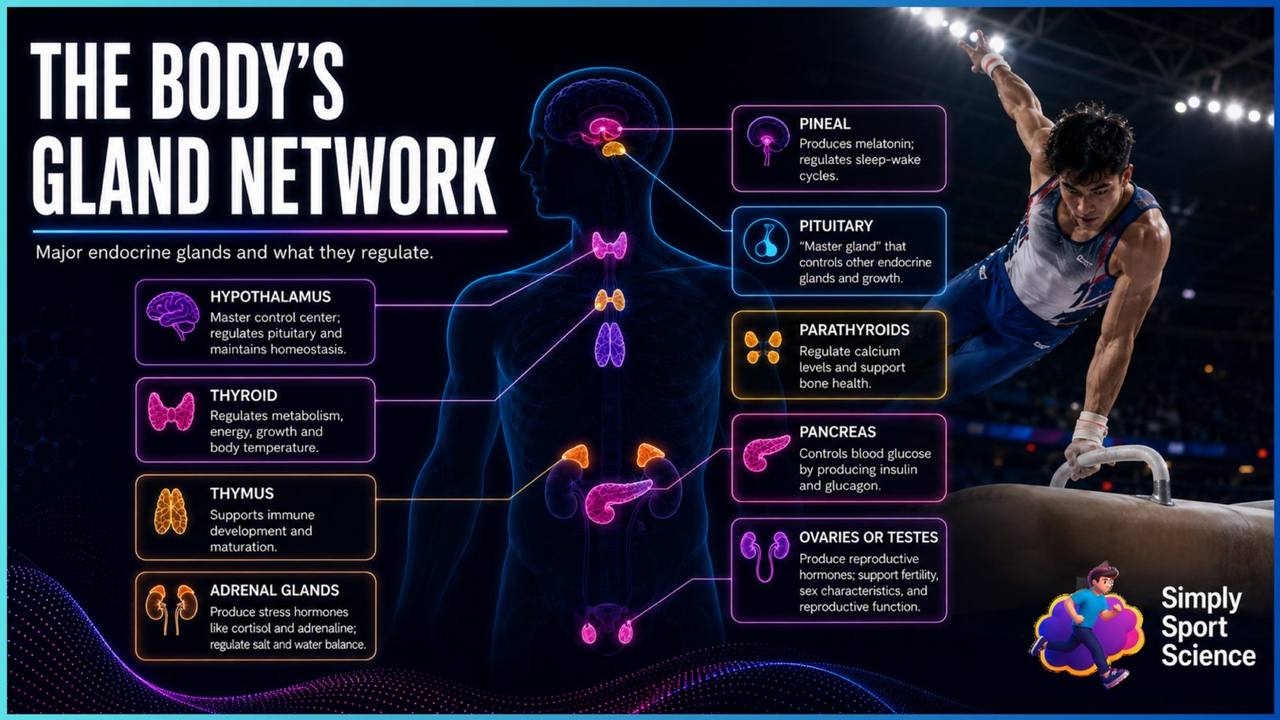 THE BODY'S
GLAND NETWORK
Major endocrine glands and what they regulate.
HYPOTHALAMUS
Master control center;
regulates pituitary and
maintains homeostasis.
THYROID
Regulates metabolism,
energy, growth and
body temperature.
THYMUS
Supports immune
development and
maturation.
ADRENAL GLANDS
Produce stress hormones
like cortisol and adrenaline;
regulate salt and water balance.
PINEAL
Produces melatonin;
regulates sleep-wake
cycles.
PITUITARY
“Master gland” that
controls other endocrine
glands and growth.
PARATHYROIDS
Regulate calcium
levels and support
bone health.
PANCREAS
Controls blood glucose
by producing insulin
and glucagon.
OVARIES OR TESTES
Produce reproductive
hormones; support fertility,
sex characteristics, and
reproductive function.
Simply
Sport
Science